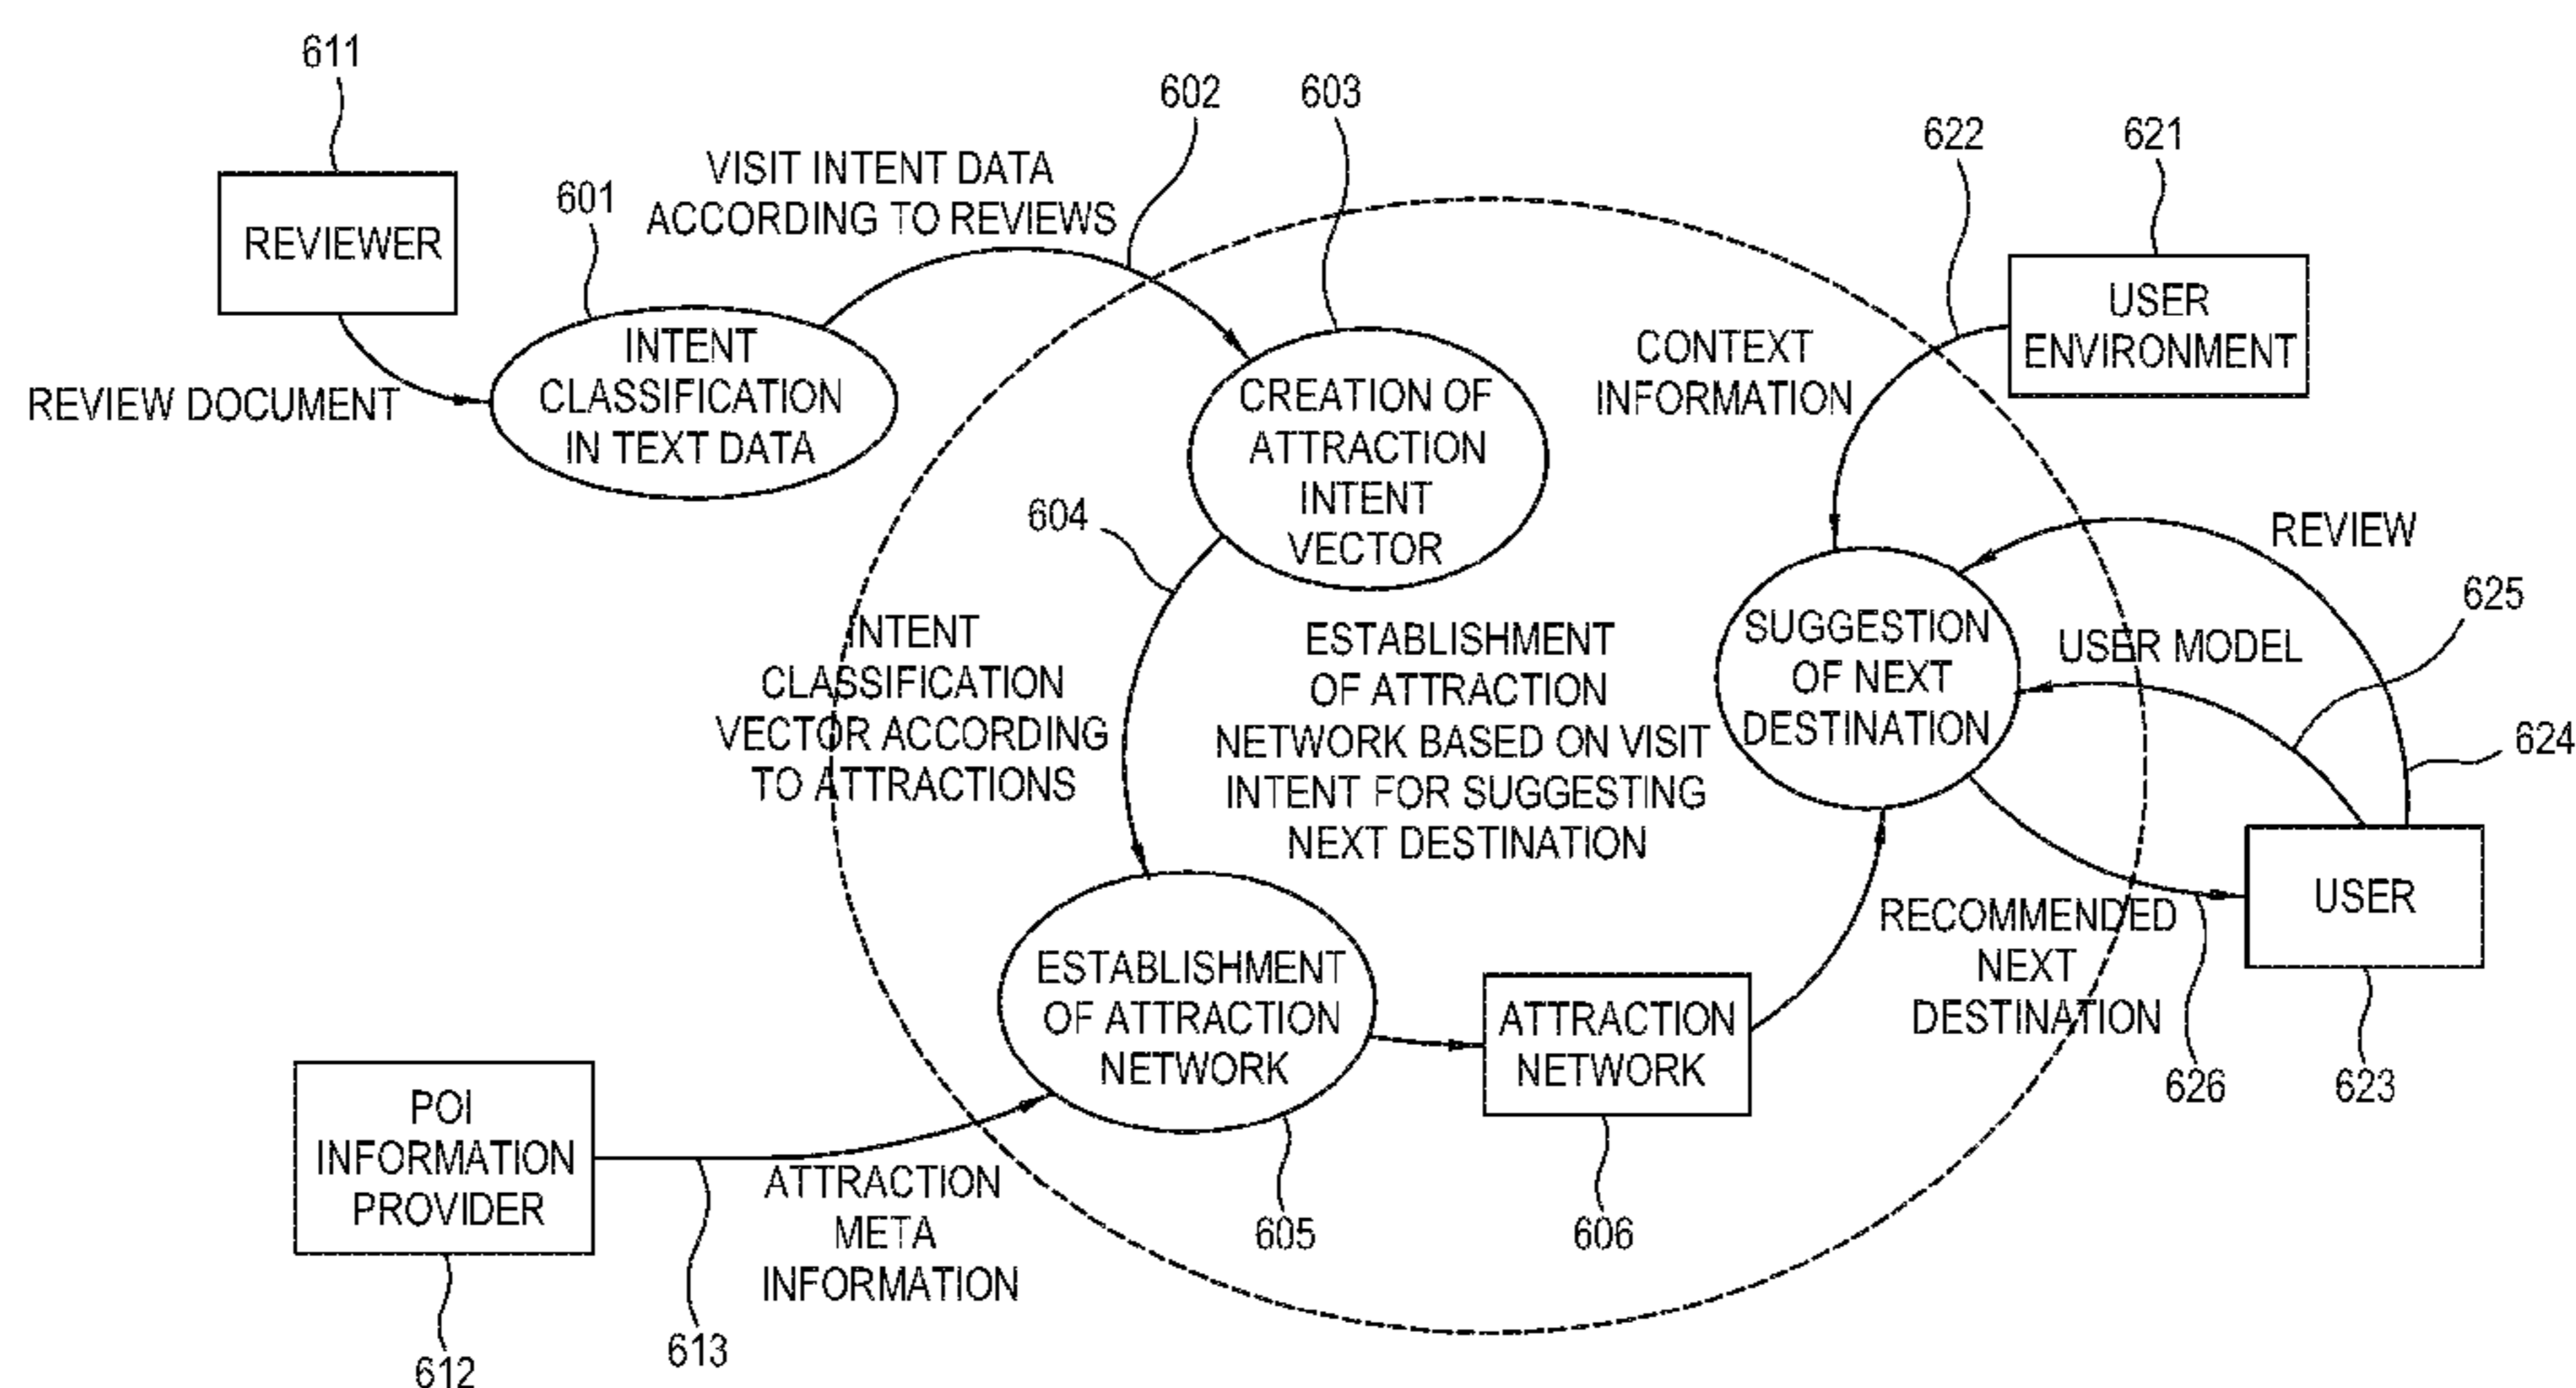 611
REVIEWER
REVIEW DOCUMENT
601
INTENT
CLASSIFICATION
IN TEXT DATA
VISIT INTENT DATA
ACCORDING TO REVIEWS
602
603
CREATION OF
ATTRACTION
INTENT
VECTOR
604
INTENT
CLASSIFICATION
VECTOR ACCORDING
TO ATTRACTIONS
ESTABLISHMENT
OF ATTRACTION
NETWORK BASED ON VISIT
INTENT FOR SUGGESTING
NEXT DESTINATION
622
621
USER
ENVIRONMENT
CONTEXT
INFORMATION
SUGGESTION
OF NEXT
DESTINATION
REVIEW
625
USER MODEL
624
USER
623
626
RECOMMENDED
NEXT
DESTINATION
ESTABLISHMENT
OF ATTRACTION
NETWORK
605
ATTRACTION
NETWORK
606
POI
INFORMATION
PROVIDER
612
613
ATTRACTION
META
INFORMATION